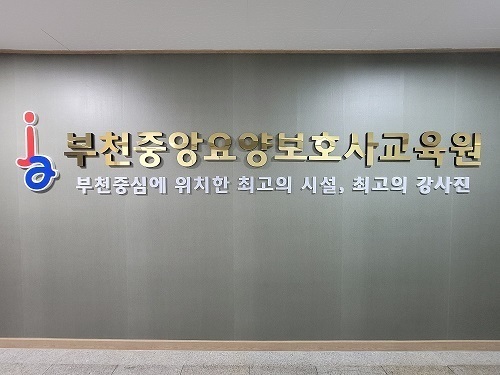 ja
부천중앙요양보호사교육원
부천중심에 위치한 최고의 시설, 최고의 강사진